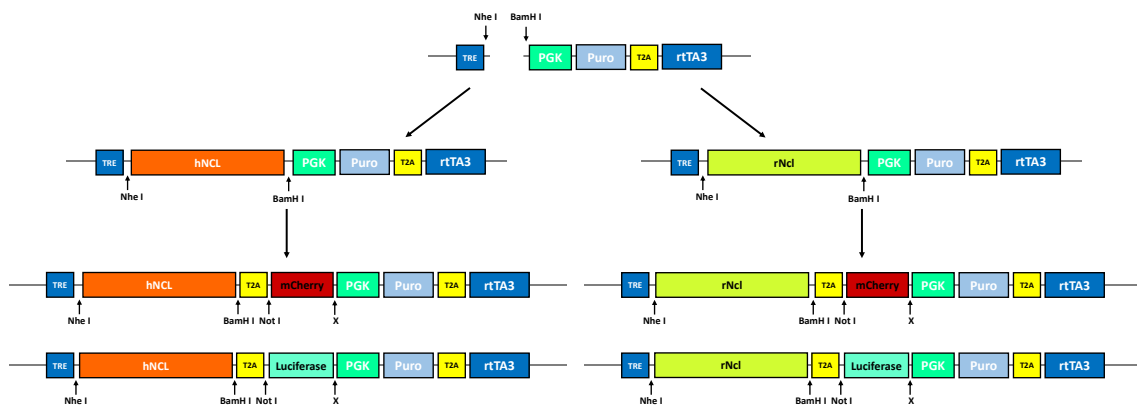 Nhe I BamH I
TRE PGK Puro T2A rtTA3
TRE hNCL PGK Puro T2A rtTA3
Nhe I BamH I
TRE rNcl PGK Puro T2A rtTA3
Nhe I BamH I
TRE hNCL T2A mCherry PGK Puro T2A rtTA3
Nhe I BamH I Not I X
TRE rNcl T2A mCherry PGK Puro T2A rtTA3
Nhe I BamH I Not I X
TRE hNCL T2A Luciferase PGK Puro T2A rtTA3
Nhe I BamH I Not I X
TRE rNcl T2A Luciferase PGK Puro T2A rtTA3
Nhe I BamH I Not I X